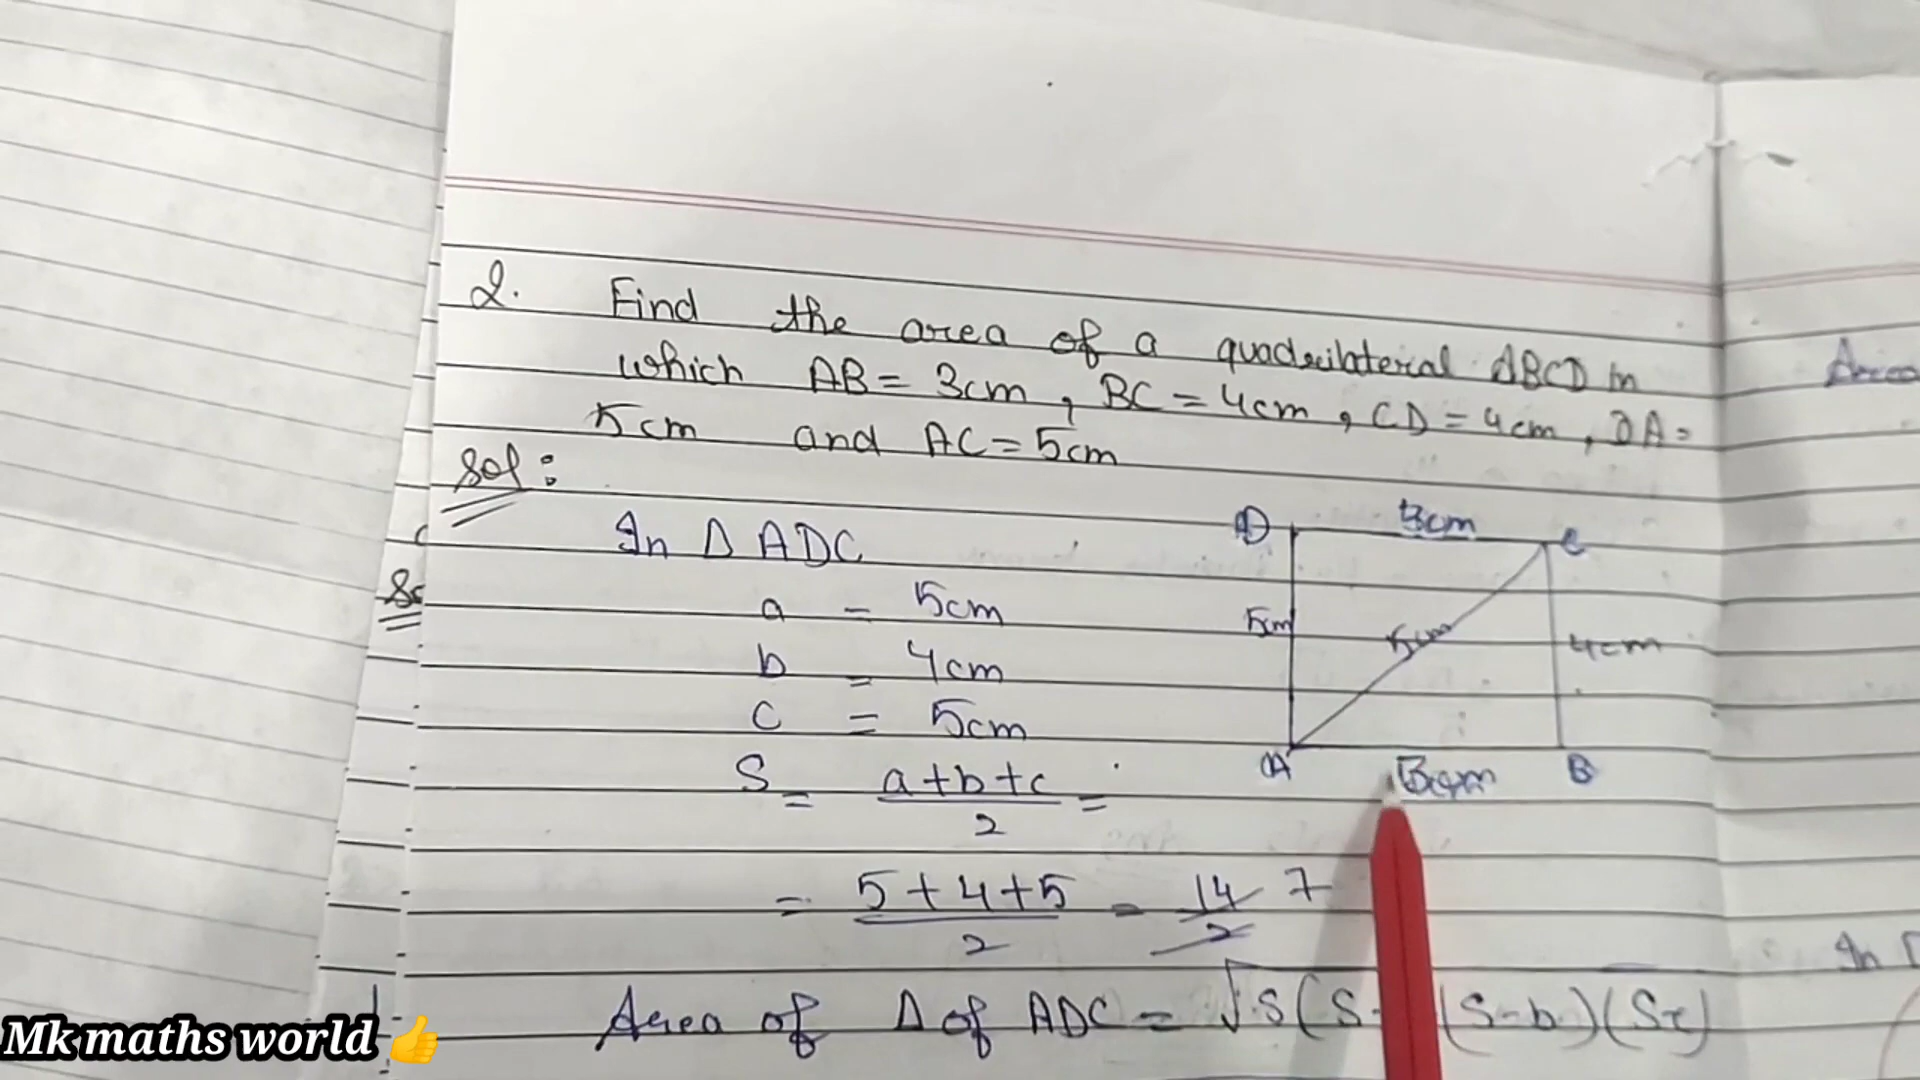 2. Find the area of a quadrilateral ABCD in
which AB = 3cm, BC = 4cm, CD = 4cm, DA =
5cm and AC = 5cm
Sol:
In Δ ADC
a = 5cm
b = 4cm
c = 5cm
S = a+b+c / 2 =
= 5+4+5 / 2 = 14 / 2 7
Area of Δ of ADC = √S(S- (S-b)(S-c)
D C
5cm 5cm 4cm
A B
Area
In
Mk maths world 👍